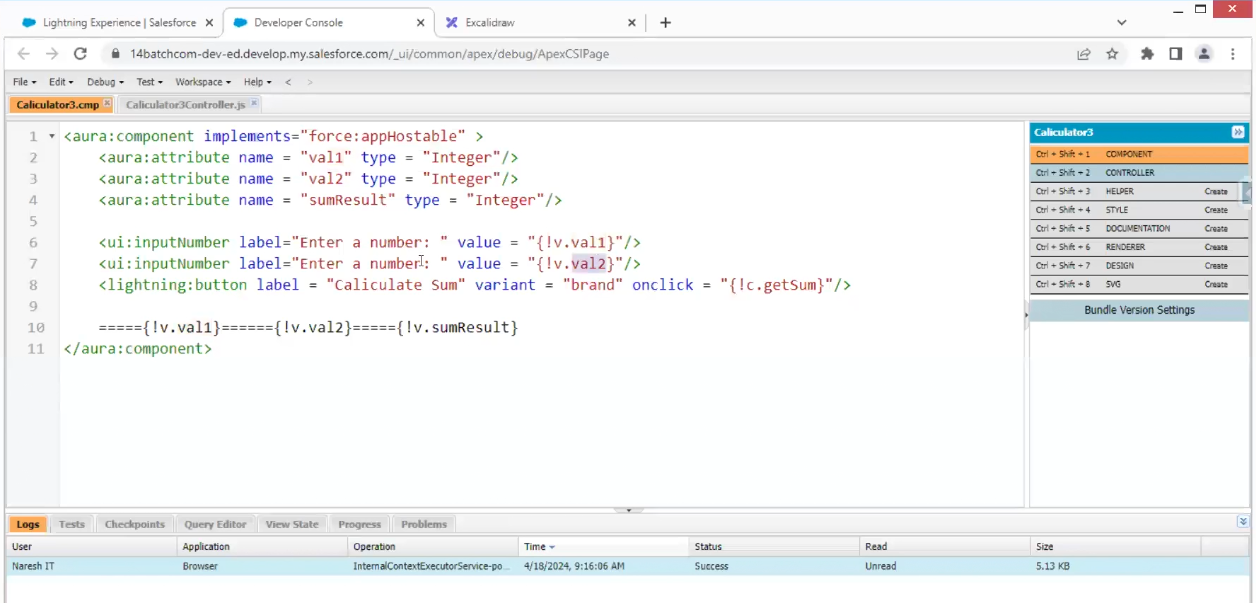 Lightning Experience | Salesforce
Developer Console
Excalidraw
14batchcom-dev-ed.develop.my.salesforce.com/_ui/common/apex/debug/ApexCSIPage
File Edit Debug Test Workspace Help < >
Caliculator3.cmp Caliculator3Controller.js
1 <aura:component implements="force:appHostable" >
2 <aura:attribute name = "val1" type = "Integer"/>
3 <aura:attribute name = "val2" type = "Integer"/>
4 <aura:attribute name = "sumResult" type = "Integer"/>
5
6 <ui:inputNumber label="Enter a number: " value = "{!v.val1}"/>
7 <ui:inputNumber label="Enter a number: " value = "{!v.val2}"/>
8 <lightning:button label = "Caliculate Sum" variant = "brand" onclick = "{!c.getSum}"/>
9
10 ====={!v.val1}======{!v.val2}====={!v.sumResult}
11 </aura:component>
Caliculator3
Ctrl + Shift + 1 COMPONENT
Ctrl + Shift + 2 CONTROLLER
Ctrl + Shift + 3 HELPER Create
Ctrl + Shift + 4 STYLE Create
Ctrl + Shift + 5 DOCUMENTATION Create
Ctrl + Shift + 6 RENDERER Create
Ctrl + Shift + 7 DESIGN Create
Ctrl + Shift + 8 SVG Create
Bundle Version Settings
Logs Tests Checkpoints Query Editor View State Progress Problems
User Application Operation Time Status Read Size
Naresh IT Browser InternalContextExecutorService-po... 4/18/2024, 9:16:06 AM Success Unread 5.13 KB